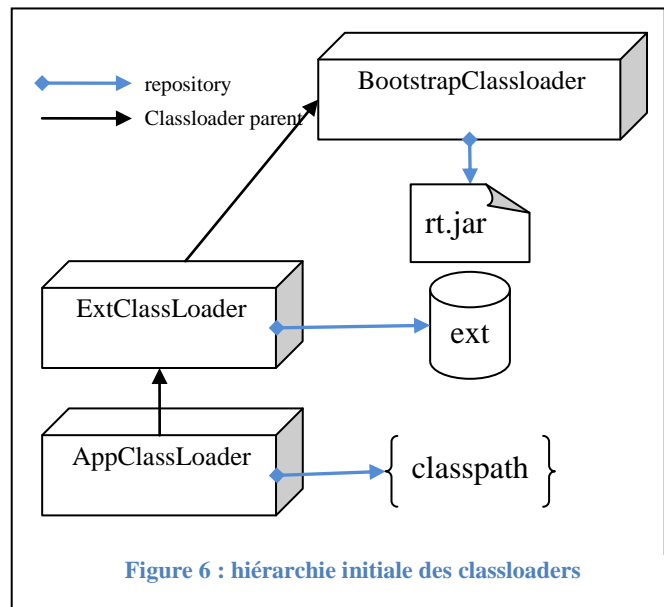 repository
Classloader parent
BootstrapClassloader
rt.jar
ExtClassLoader
ext
AppClassLoader
{ classpath }
Figure 6 : hiérarchie initiale des classloaders